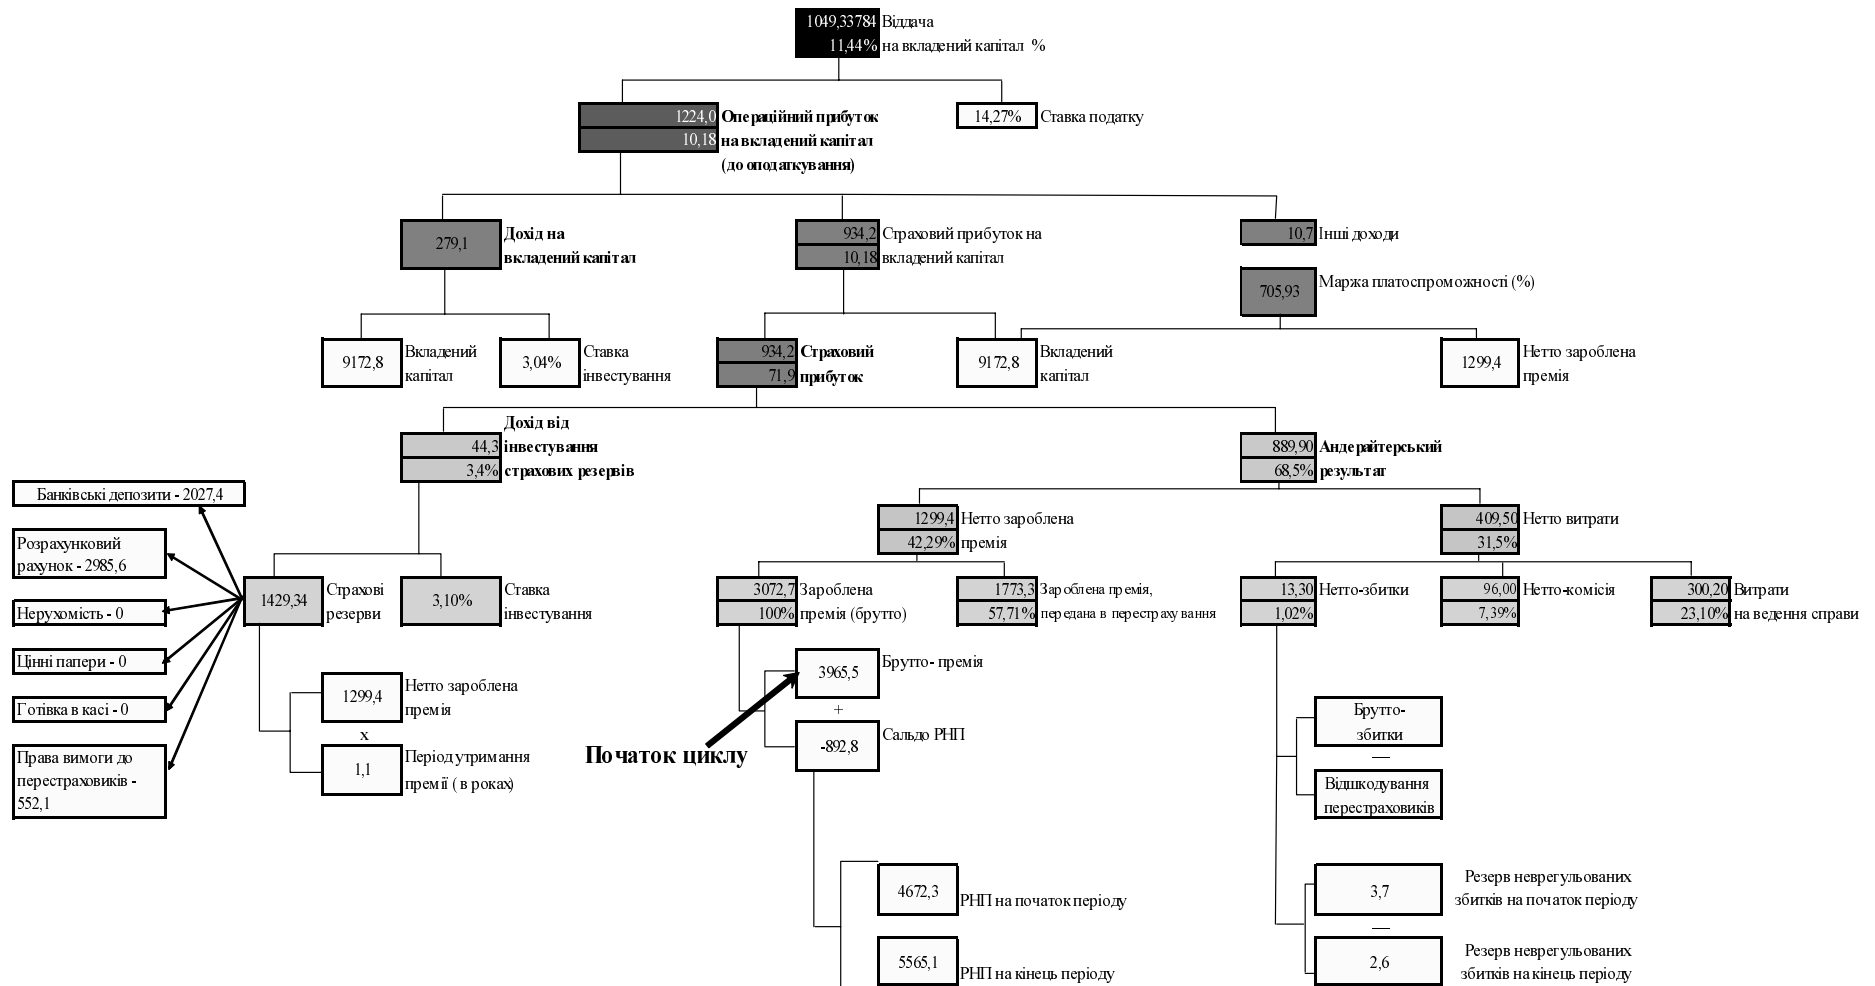 1049,33784 Віддача
11,44% на вкладений капітал %
1224,0 Операційний прибуток
10,18 на вкладений капітал
(до оподаткування)
14,27% Ставка податку
279,1
Дохід на
вкладений капітал
934,2 Страховий прибуток на
10,18 вкладений капітал
10,7 Інші доходи
705,93
Маржа платоспроможності (%)
9172,8
Вкладений
капітал
3,04%
Ставка
інвестування
934,2 Страховий
71,9 прибуток
9172,8
Вкладений
капітал
1299,4
Нетто зароблена
премія
Дохід від
44,3 інвестування
3,4% страхових резервів
889,90 Андерайтерський
68,5% результат
Банківські депозити - 2027,4
Розрахунковий
рахунок - 2985,6
Нерухомість - 0
Цінні папери - 0
Готівка в касі - 0
Права вимоги до
перестраховиків -
552,1
1299,4 Нетто зароблена
42,29% премія
409,50 Нетто витрати
31,5%
1429,34
Страхові
резерви
3,10%
Ставка
інвестування
3072,7 Зароблена
100% премія (брутто)
1773,3 Зароблена премія,
57,71% передана в перестрахування
13,30 Нетто-збитки
1,02%
96,00 Нетто-комісія
7,39%
300,20 Витрати
23,10% на ведення справи
1299,4
Нетто зароблена
премія
х
1,1
Період утримання
премії ( в роках)
3965,5
Брутто- премія
+
-892,8
Сальдо РНП
Початок циклу
Брутто-
збитки
—
Відшкодування
перестраховиків
4672,3
РНП на початок періоду
5565,1
РНП на кінець періоду
3,7
Резерв неврегульованих
збитків на початок періоду
—
2,6
Резерв неврегульованих
збитків на кінець періоду